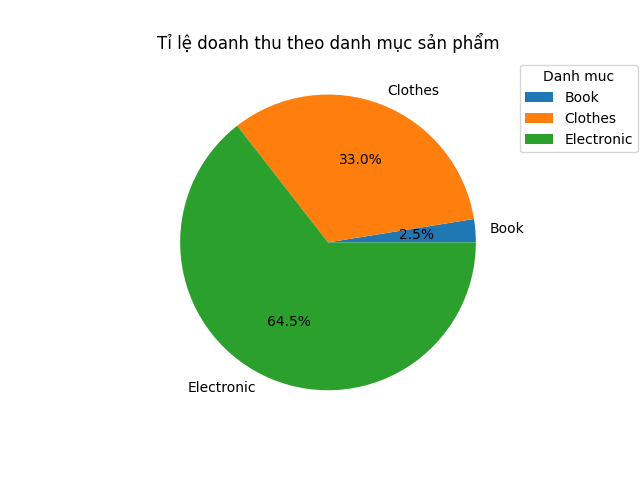 Tỉ lệ doanh thu theo danh mục sản phẩm
Danh muc
Book
Clothes
Electronic
Clothes
33.0%
Book
2.5%
64.5%
Electronic